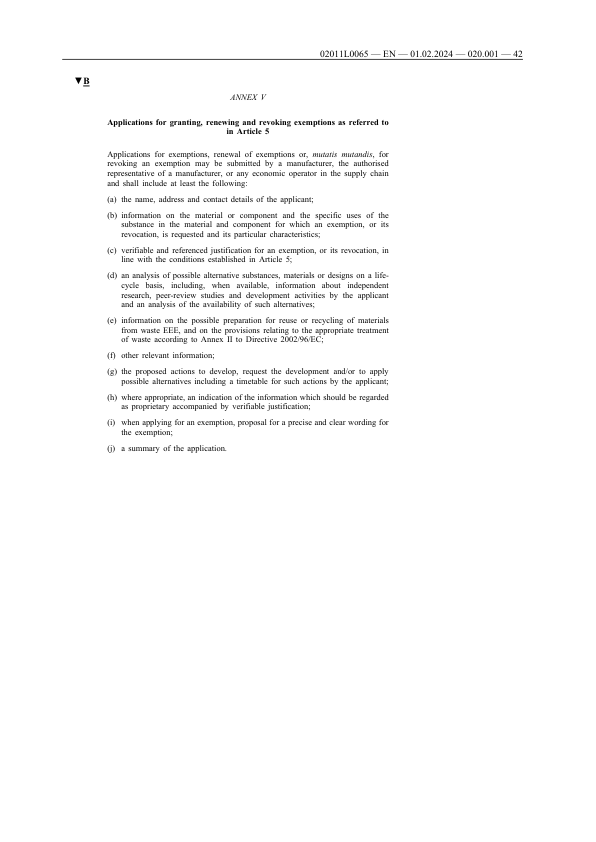 02011L0065 — EN — 01.02.2024 — 020.001 — 42
▼B
ANNEX V
Applications for granting, renewing and revoking exemptions as referred to
in Article 5
Applications for exemptions, renewal of exemptions or, mutatis mutandis, for
revoking an exemption may be submitted by a manufacturer, the authorised
representative of a manufacturer, or any economic operator in the supply chain
and shall include at least the following:
(a) the name, address and contact details of the applicant;
(b) information on the material or component and the specific uses of the
substance in the material and component for which an exemption, or its
revocation, is requested and its particular characteristics;
(c) verifiable and referenced justification for an exemption, or its revocation, in
line with the conditions established in Article 5;
(d) an analysis of possible alternative substances, materials or designs on a life-
cycle basis, including, when available, information about independent
research, peer-review studies and development activities by the applicant
and an analysis of the availability of such alternatives;
(e) information on the possible preparation for reuse or recycling of materials
from waste EEE, and on the provisions relating to the appropriate treatment
of waste according to Annex II to Directive 2002/96/EC;
(f) other relevant information;
(g) the proposed actions to develop, request the development and/or to apply
possible alternatives including a timetable for such actions by the applicant;
(h) where appropriate, an indication of the information which should be regarded
as proprietary accompanied by verifiable justification;
(i) when applying for an exemption, proposal for a precise and clear wording for
the exemption;
(j) a summary of the application.